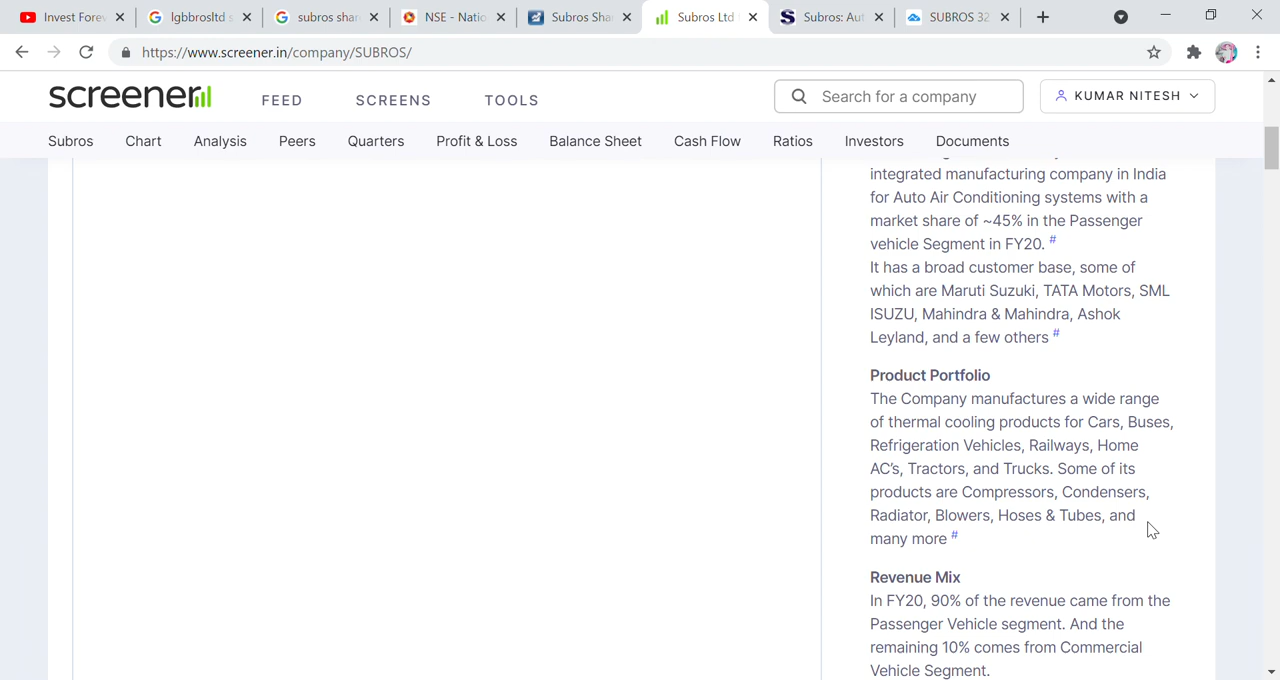 Invest Forev
lgbbrosltd s
subros shar
NSE - Natio
Subros Shar
Subros Ltd
Subros: Aut
SUBROS 32
https://www.screener.in/company/SUBROS/
screener
FEED
SCREENS
TOOLS
Search for a company
KUMAR NITESH
Subros
Chart
Analysis
Peers
Quarters
Profit & Loss
Balance Sheet
Cash Flow
Ratios
Investors
Documents
integrated manufacturing company in India
for Auto Air Conditioning systems with a
market share of ~45% in the Passenger
vehicle Segment in FY20. #
It has a broad customer base, some of
which are Maruti Suzuki, TATA Motors, SML
ISUZU, Mahindra & Mahindra, Ashok
Leyland, and a few others #
Product Portfolio
The Company manufactures a wide range
of thermal cooling products for Cars, Buses,
Refrigeration Vehicles, Railways, Home
AC's, Tractors, and Trucks. Some of its
products are Compressors, Condensers,
Radiator, Blowers, Hoses & Tubes, and
many more #
Revenue Mix
In FY20, 90% of the revenue came from the
Passenger Vehicle segment. And the
remaining 10% comes from Commercial
Vehicle Segment.